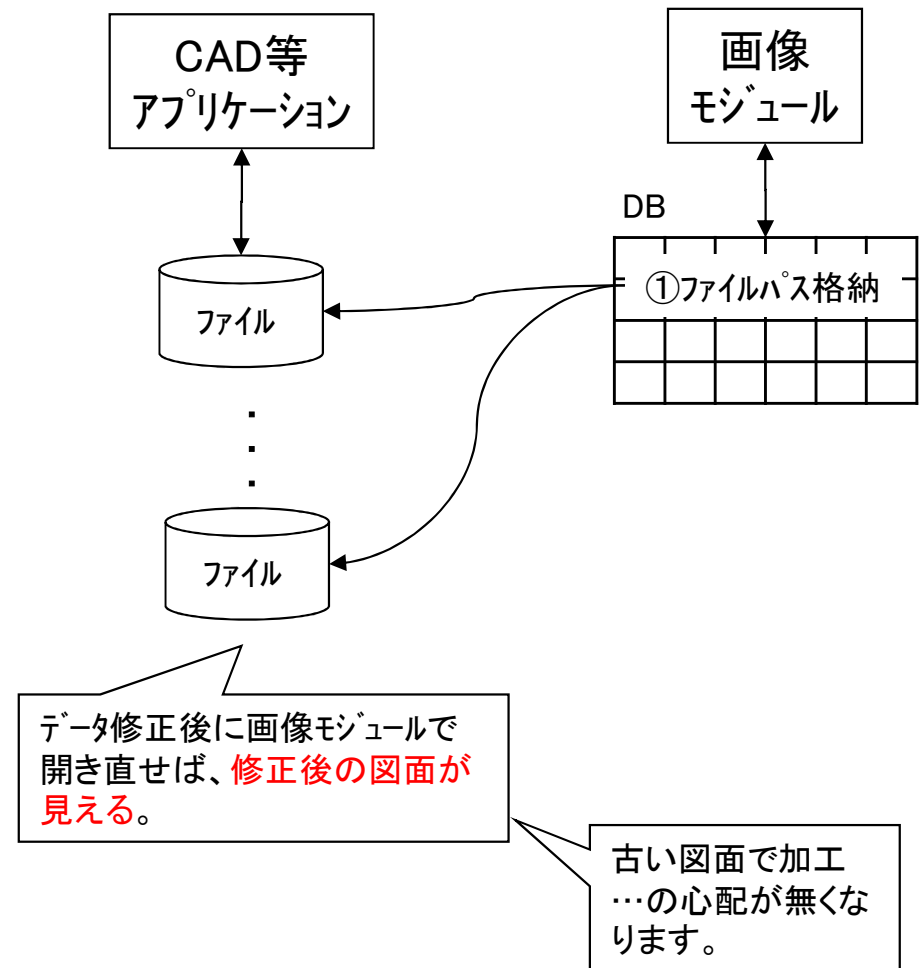 CAD等
アプリケーション
画像
モジュール
DB
①ファイルパス格納
ファイル
・
・
・
ファイル
データ修正後に画像モジュールで
開き直せば、修正後の図面が
見える。
古い図面で加工
…の心配が無くな
ります。